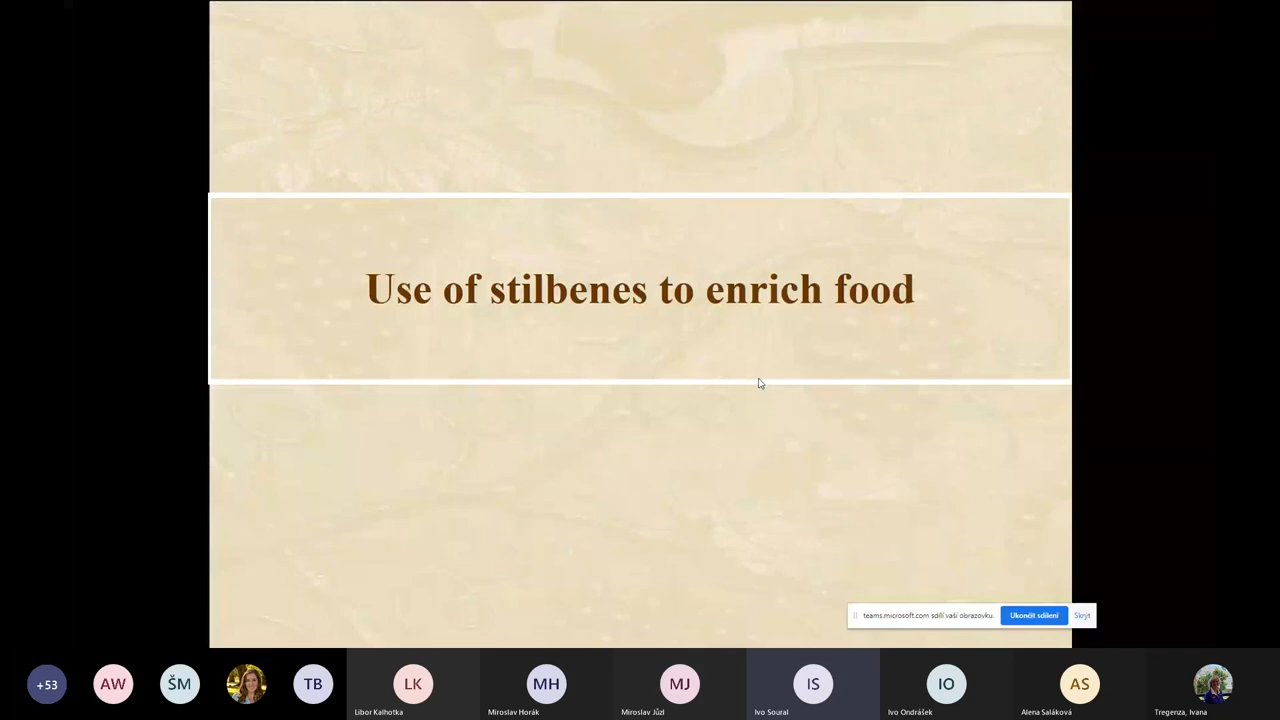 Use of stilbenes to enrich food
teams.microsoft.com sdílí vaši obrazovku.
Ukončit sdílení
Skrýt
+53
AW
ŠM
TB
LK
MH
MJ
IS
IO
AS
Libor Kalhotka
Miroslav Horák
Miroslav Jůzl
Ivo Soural
Ivo Ondrášek
Alena Saláková
Tregenza, Ivana